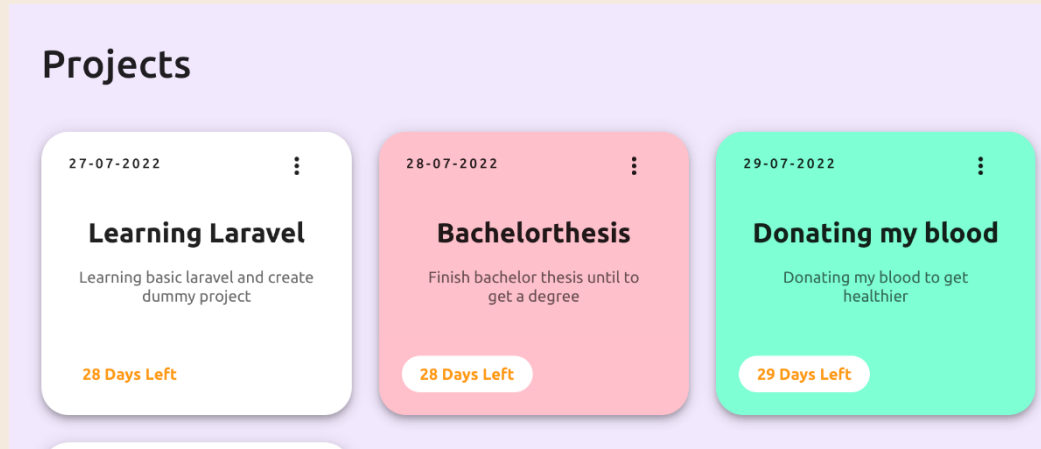 Projects
27-07-2022
Learning Laravel
Learning basic laravel and create
dummy project
28 Days Left
28-07-2022
Bachelorthesis
Finish bachelor thesis until to
get a degree
28 Days Left
29-07-2022
Donating my blood
Donating my blood to get
healthier
29 Days Left